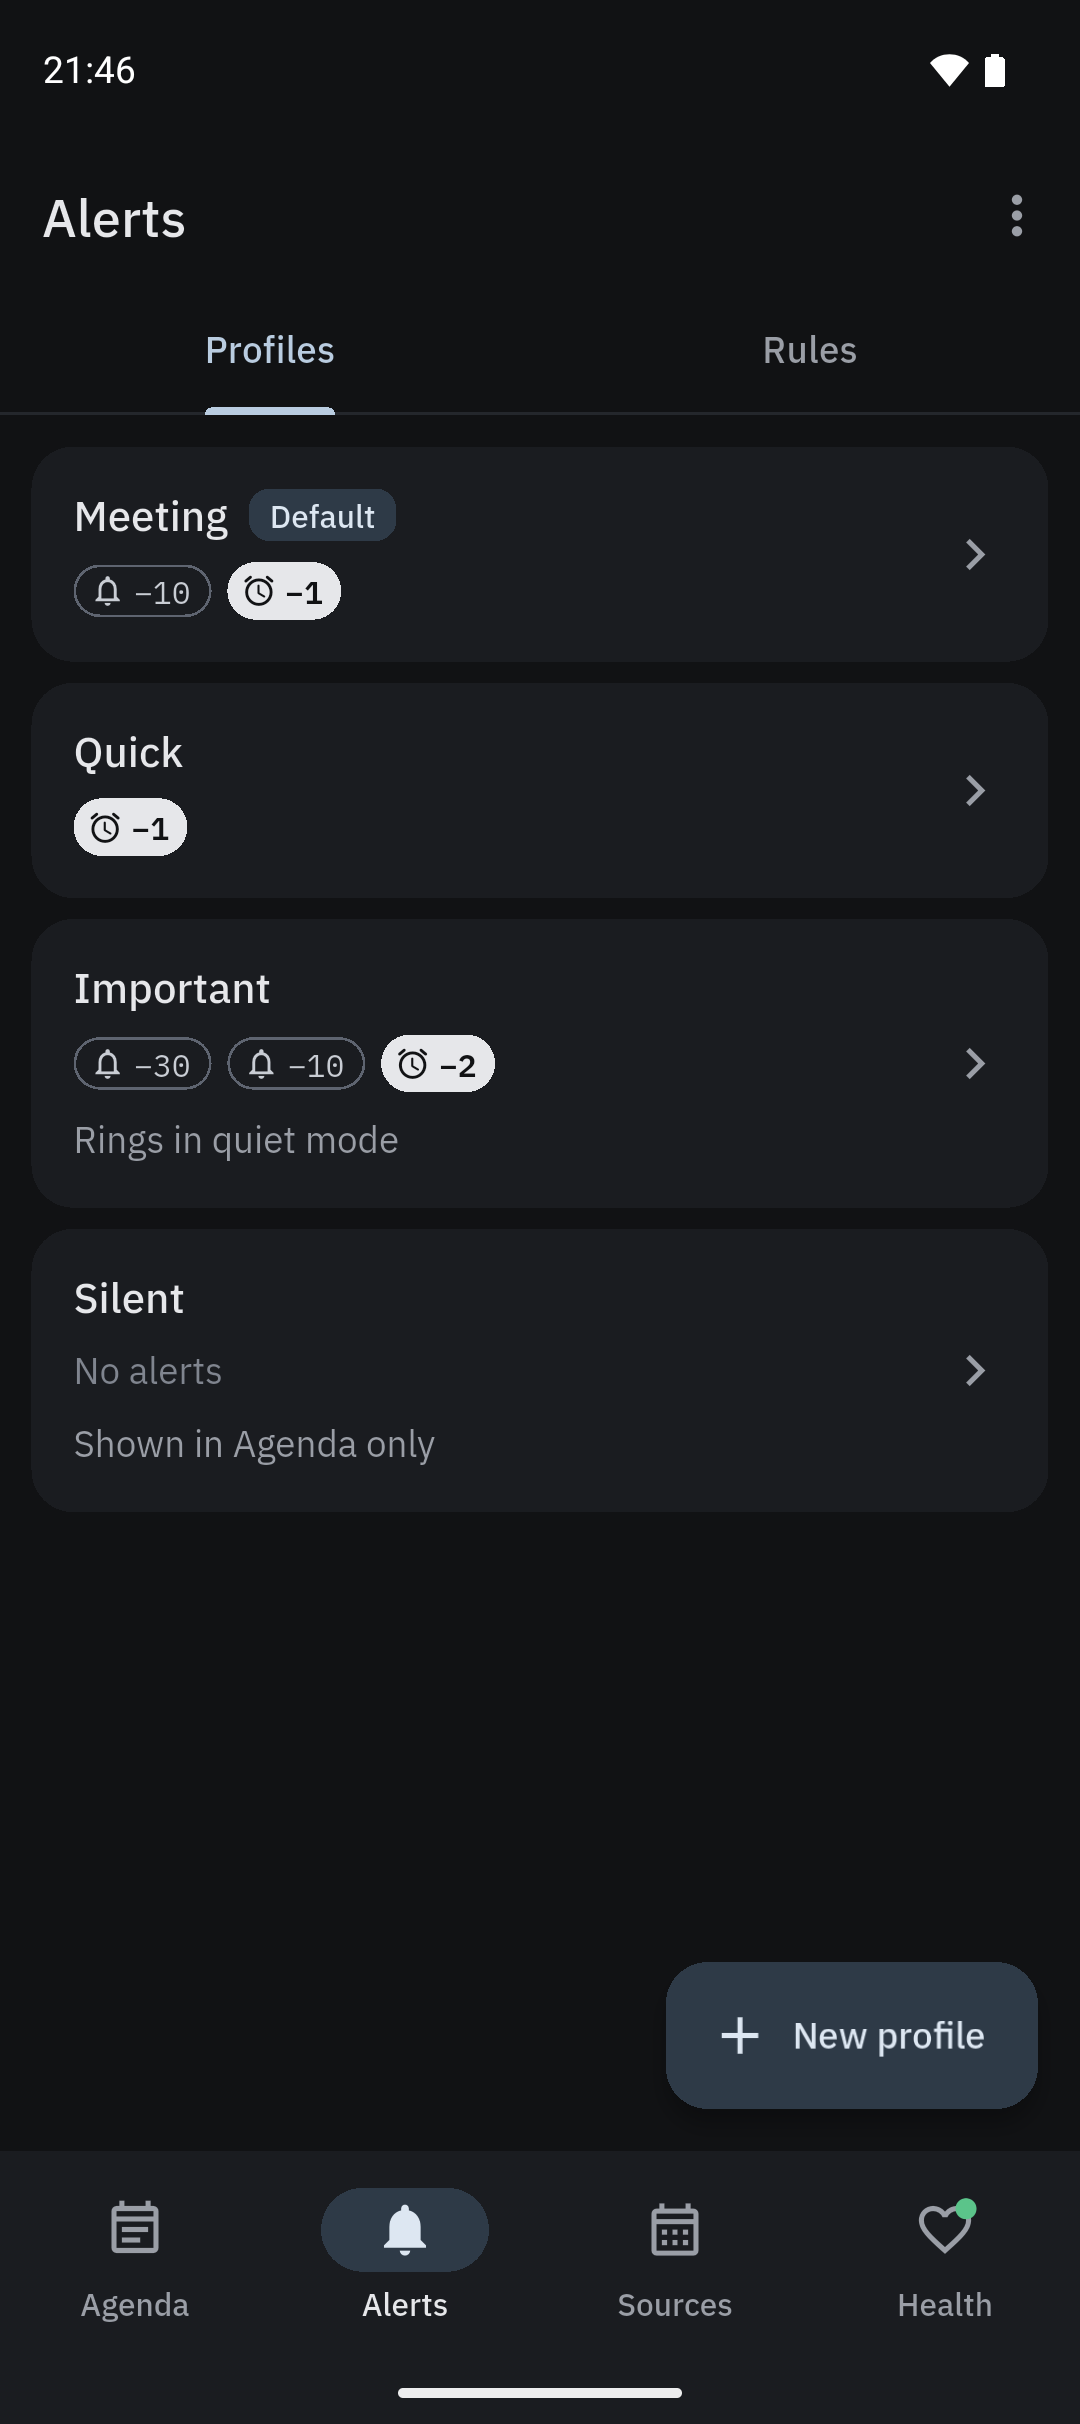 21:46
Alerts
Profiles
Rules
Meeting
Default
−10
−1
Quick
−1
Important
−30
−10
−2
Rings in quiet mode
Silent
No alerts
Shown in Agenda only
New profile
Agenda
Alerts
Sources
Health